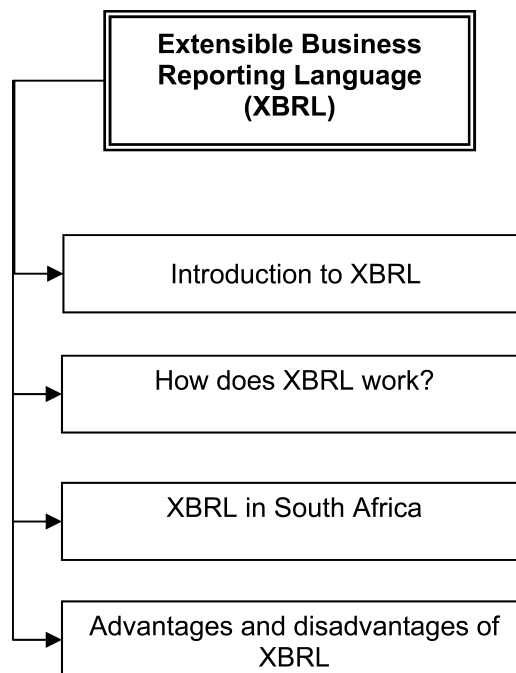 Extensible Business
Reporting Language
(XBRL)
Introduction to XBRL
How does XBRL work?
XBRL in South Africa
Advantages and disadvantages of
XBRL